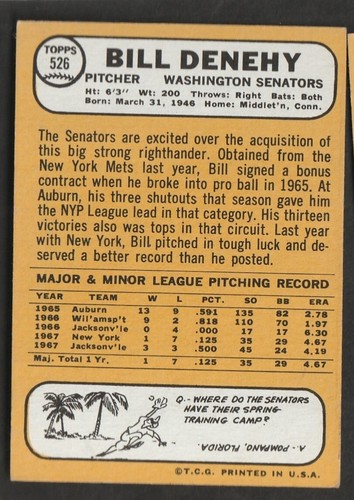 TOPPS
526
BILL DENEHY
PITCHER WASHINGTON SENATORS
Ht: 6'3" Wt: 200 Throws: Right Bats: Both
Born: March 31, 1946 Home: Middlet'n, Conn.
The Senators are excited over the acquisition of
this big strong righthander. Obtained from the
New York Mets last year, Bill signed a bonus
contract when he broke into pro ball in 1965. At
Auburn, his three shutouts that season gave him
the NYP League lead in that category. His thirteen
victories also was tops in that circuit. Last year
with New York, Bill pitched in tough luck and de-
served a better record than he posted.
MAJOR & MINOR LEAGUE PITCHING RECORD
YEAR TEAM W L PCT. SO BB ERA
1965 Auburn 13 9 .591 135 82 2.78
1966 Wil'amsp't 9 2 .818 110 70 1.97
1966 Jacksonv'le 0 4 .000 17 17 6.30
1967 New York 1 7 .125 35 29 4.67
1967 Jacksonv'le 3 3 .500 45 24 4.19
Maj. Total 1 Yr. 1 7 .125 35 29 4.67
Q.- WHERE DO THE SENATORS
HAVE THEIR SPRING
TRAINING CAMP?
A.- POMPANO, FLORIDA.
©T.C.G. PRINTED IN U.S.A.